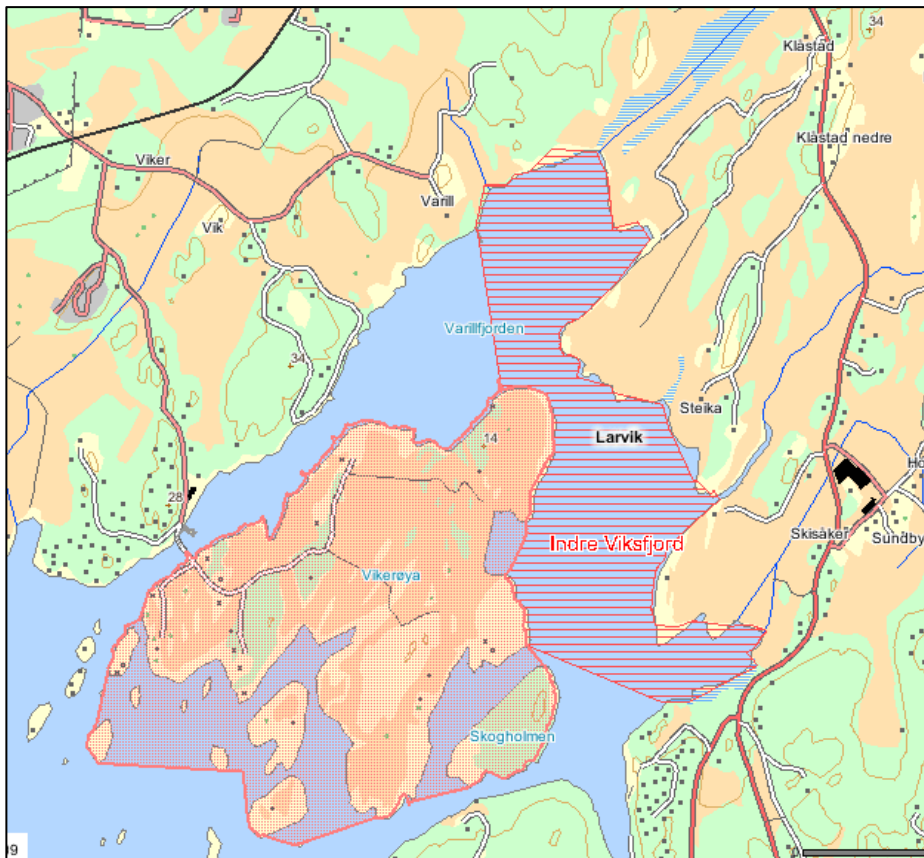 34
Klåstad
Klåstad nedre
Viker
Varill
Vik
Varillfjorden
34
Steika
14
Larvik
28
Skisåker
Sundby
Indre Viksfjord
Vikerøya
Skogholmen